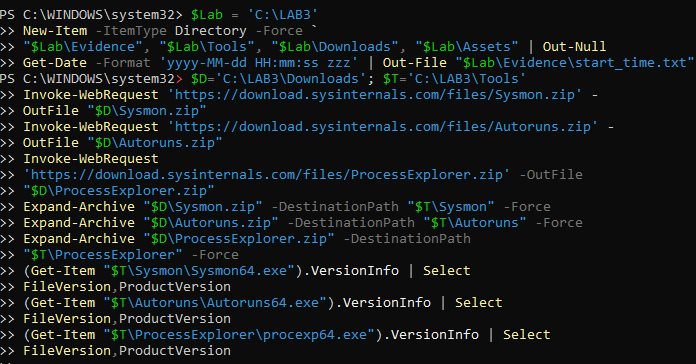 PS C:\WINDOWS\system32> $Lab = 'C:\LAB3'
>> New-Item -ItemType Directory -Force `
>> "$Lab\Evidence", "$Lab\Tools", "$Lab\Downloads", "$Lab\Assets" | Out-Null
>> Get-Date -Format 'yyyy-MM-dd HH:mm:ss zzz' | Out-File "$Lab\Evidence\start_time.txt"
PS C:\WINDOWS\system32> $D='C:\LAB3\Downloads'; $T='C:\LAB3\Tools'
>> Invoke-WebRequest 'https://download.sysinternals.com/files/Sysmon.zip' -
>> OutFile "$D\Sysmon.zip"
>> Invoke-WebRequest 'https://download.sysinternals.com/files/Autoruns.zip' -
>> OutFile "$D\Autoruns.zip"
>> Invoke-WebRequest
>> 'https://download.sysinternals.com/files/ProcessExplorer.zip' -OutFile
>> "$D\ProcessExplorer.zip"
>> Expand-Archive "$D\Sysmon.zip" -DestinationPath "$T\Sysmon" -Force
>> Expand-Archive "$D\Autoruns.zip" -DestinationPath "$T\Autoruns" -Force
>> Expand-Archive "$D\ProcessExplorer.zip" -DestinationPath
>> "$T\ProcessExplorer" -Force
>> (Get-Item "$T\Sysmon\Sysmon64.exe").VersionInfo | Select
>> FileVersion,ProductVersion
>> (Get-Item "$T\Autoruns\Autoruns64.exe").VersionInfo | Select
>> FileVersion,ProductVersion
>> (Get-Item "$T\ProcessExplorer\procexp64.exe").VersionInfo | Select
>> FileVersion,ProductVersion
>>